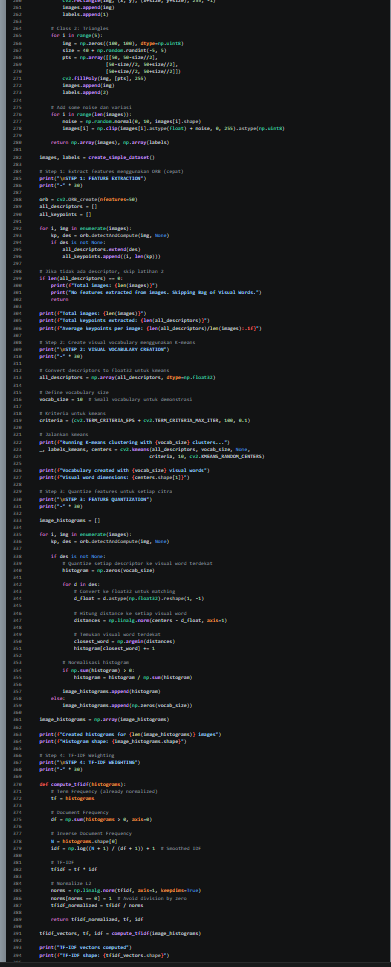 images.append(img)
labels.append(1)
# Class 2: Triangles
for i in range(5):
img = np.zeros((100, 100), dtype=np.uint8)
size = 40 + np.random.randint(-5, 5)
pts = np.array([[50, 50-size//2],
[50-size//2, 50+size//2],
[50+size//2, 50+size//2]])
cv2.fillPoly(img, [pts], 255)
images.append(img)
labels.append(2)
# Add some noise dan variasi
for i in range(len(images)):
noise = np.random.normal(0, 10, images[i].shape)
images[i] = np.clip(images[i].astype(float) + noise, 0, 255).astype(np.uint8)
return np.array(images), np.array(labels)
images, labels = create_simple_dataset()
# Step 1: Extract features menggunakan ORB (cepat)
print("\nSTEP 1: FEATURE EXTRACTION")
print("-" * 30)
orb = cv2.ORB_create(nfeatures=50)
all_descriptors = []
all_keypoints = []
for i, img in enumerate(images):
kp, des = orb.detectAndCompute(img, None)
if des is not None:
all_descriptors.extend(des)
all_keypoints.append((i, len(kp)))
# Jika tidak ada descriptor, skip latihan 2
if len(all_descriptors) == 0:
print(f"Total images: {len(images)}")
print("No features extracted from images. Skipping Bag of Visual Words.")
return
print(f"Total images: {len(images)}")
print(f"Total keypoints extracted: {len(all_descriptors)}")
print(f"Average keypoints per image: {len(all_descriptors)/len(images):.1f}")
# Step 2: Create visual vocabulary menggunakan K-means
print("\nSTEP 2: VISUAL VOCABULARY CREATION")
print("-" * 30)
# Convert descriptors to float32 untuk kmeans
all_descriptors = np.array(all_descriptors, dtype=np.float32)
# Define vocabulary size
vocab_size = 10 # Small vocabulary untuk demonstrasi
# Kriteria untuk kmeans
criteria = (cv2.TERM_CRITERIA_EPS + cv2.TERM_CRITERIA_MAX_ITER, 100, 0.1)
# Jalankan kmeans
print(f"Running K-means clustering with {vocab_size} clusters...")
_, labels_kmeans, centers = cv2.kmeans(all_descriptors, vocab_size, None,
criteria, 10, cv2.KMEANS_RANDOM_CENTERS)
print(f"Vocabulary created with {vocab_size} visual words")
print(f"Visual word dimensions: {centers.shape[1]}")
# Step 3: Quantize features untuk setiap citra
print("\nSTEP 3: FEATURE QUANTIZATION")
print("-" * 30)
image_histograms = []
for i, img in enumerate(images):
kp, des = orb.detectAndCompute(img, None)
if des is not None:
# Quantize setiap descriptor ke visual word terdekat
histogram = np.zeros(vocab_size)
for d in des:
# Convert ke float32 untuk matching
d_float = d.astype(np.float32).reshape(1, -1)
# Hitung distance ke setiap visual word
distances = np.linalg.norm(centers - d_float, axis=1)
# Temukan visual word terdekat
closest_word = np.argmin(distances)
histogram[closest_word] += 1
# Normalisasi histogram
if np.sum(histogram) > 0:
histogram = histogram / np.sum(histogram)
image_histograms.append(histogram)
else:
image_histograms.append(np.zeros(vocab_size))
image_histograms = np.array(image_histograms)
print(f"Created histograms for {len(image_histograms)} images")
print(f"Histogram shape: {image_histograms.shape}")
# Step 4: TF-IDF Weighting
print("\nSTEP 4: TF-IDF WEIGHTING")
print("-" * 30)
def compute_tfidf(histograms):
# Term Frequency (already normalized)
tf = histograms
# Document Frequency
df = np.sum(histograms > 0, axis=0)
# Inverse Document Frequency
N = histograms.shape[0]
idf = np.log((N + 1) / (df + 1)) + 1 # Smoothed IDF
# TF-IDF
tfidf = tf * idf
# Normalize L2
norms = np.linalg.norm(tfidf, axis=1, keepdims=True)
norms[norms == 0] = 1 # Avoid division by zero
tfidf_normalized = tfidf / norms
return tfidf_normalized, tf, idf
tfidf_vectors, tf, idf = compute_tfidf(image_histograms)
print("TF-IDF vectors computed")
print(f"TF-IDF shape: {tfidf_vectors.shape}")